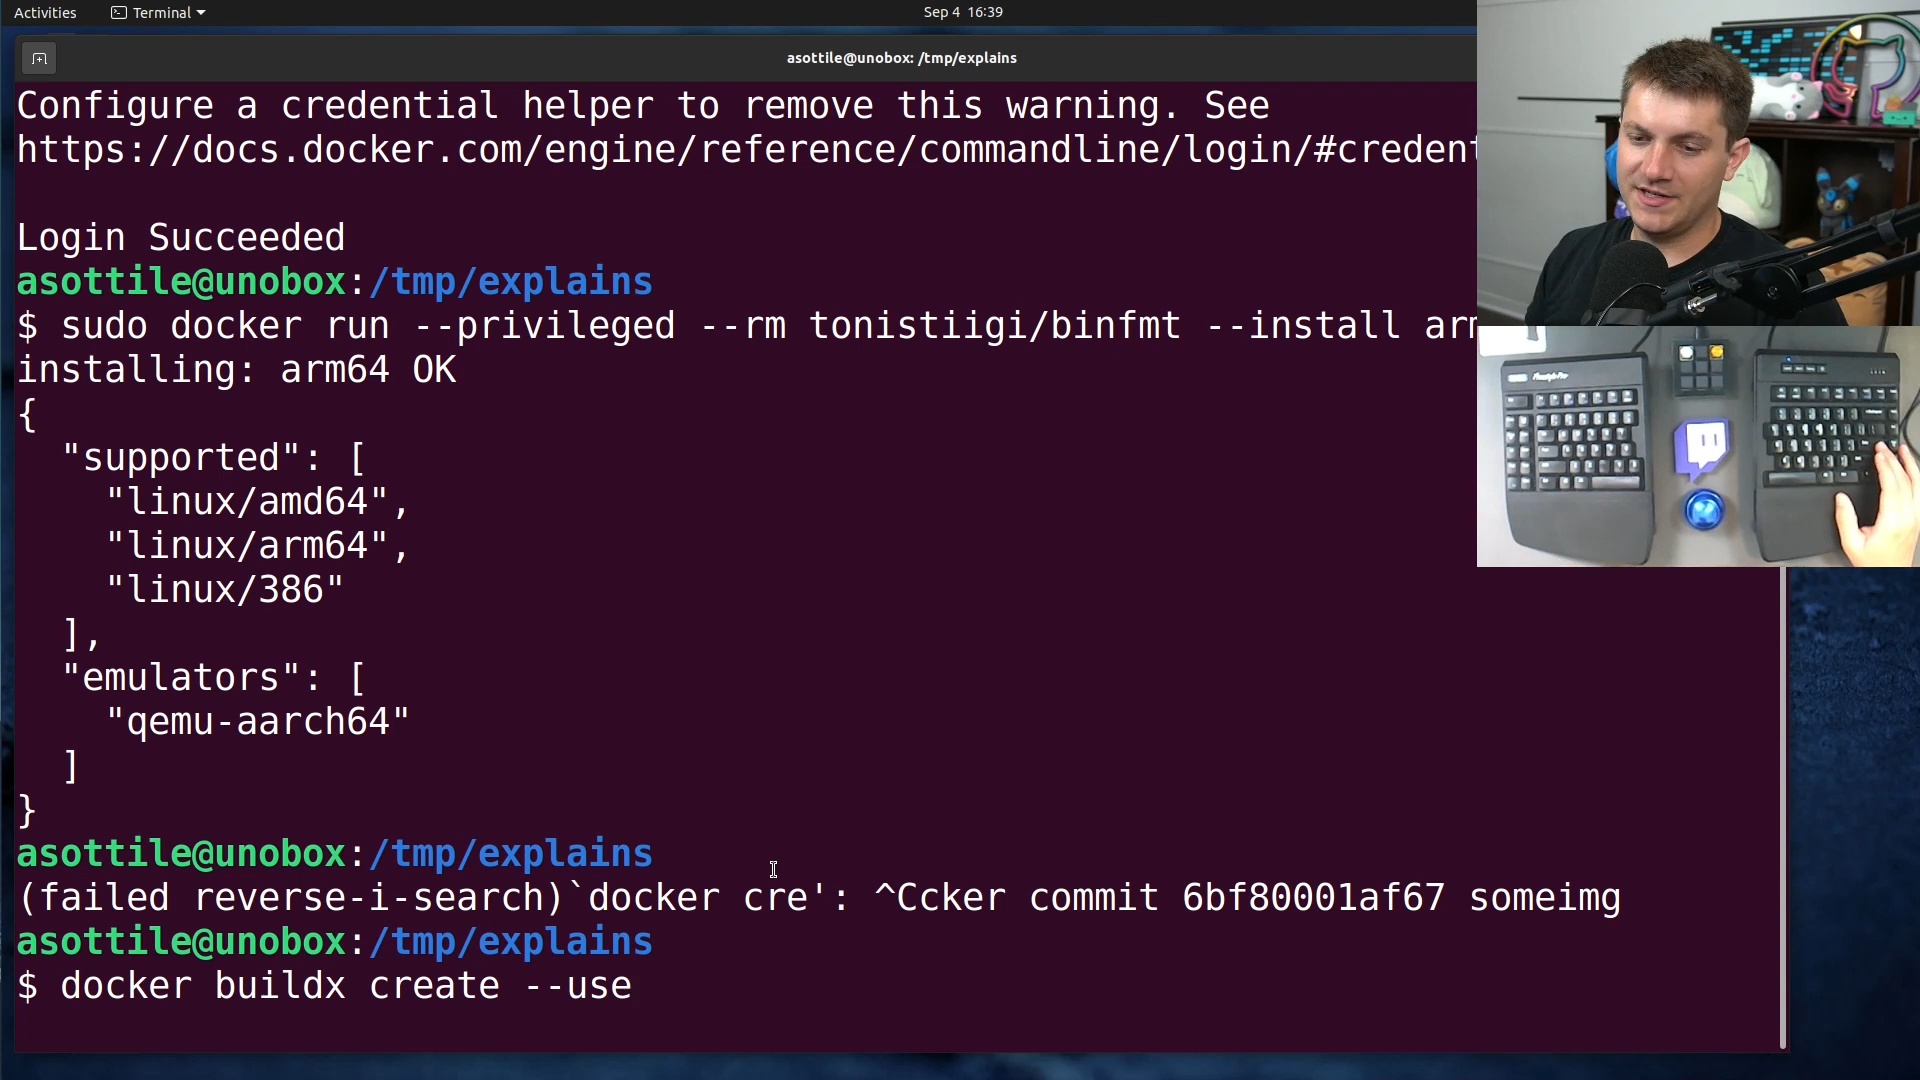 Activities
Terminal
Sep 4 16:39
asottile@unobox: /tmp/explains
Configure a credential helper to remove this warning. See
https://docs.docker.com/engine/reference/commandline/login/#credent
Login Succeeded
asottile@unobox:/tmp/explains
$ sudo docker run --privileged --rm tonistiigi/binfmt --install arm
installing: arm64 OK
{
"supported": [
"linux/amd64",
"linux/arm64",
"linux/386"
],
"emulators": [
"qemu-aarch64"
]
}
asottile@unobox:/tmp/explains
(failed reverse-i-search)`docker cre': ^Ccker commit 6bf80001af67 someimg
asottile@unobox:/tmp/explains
$ docker buildx create --use